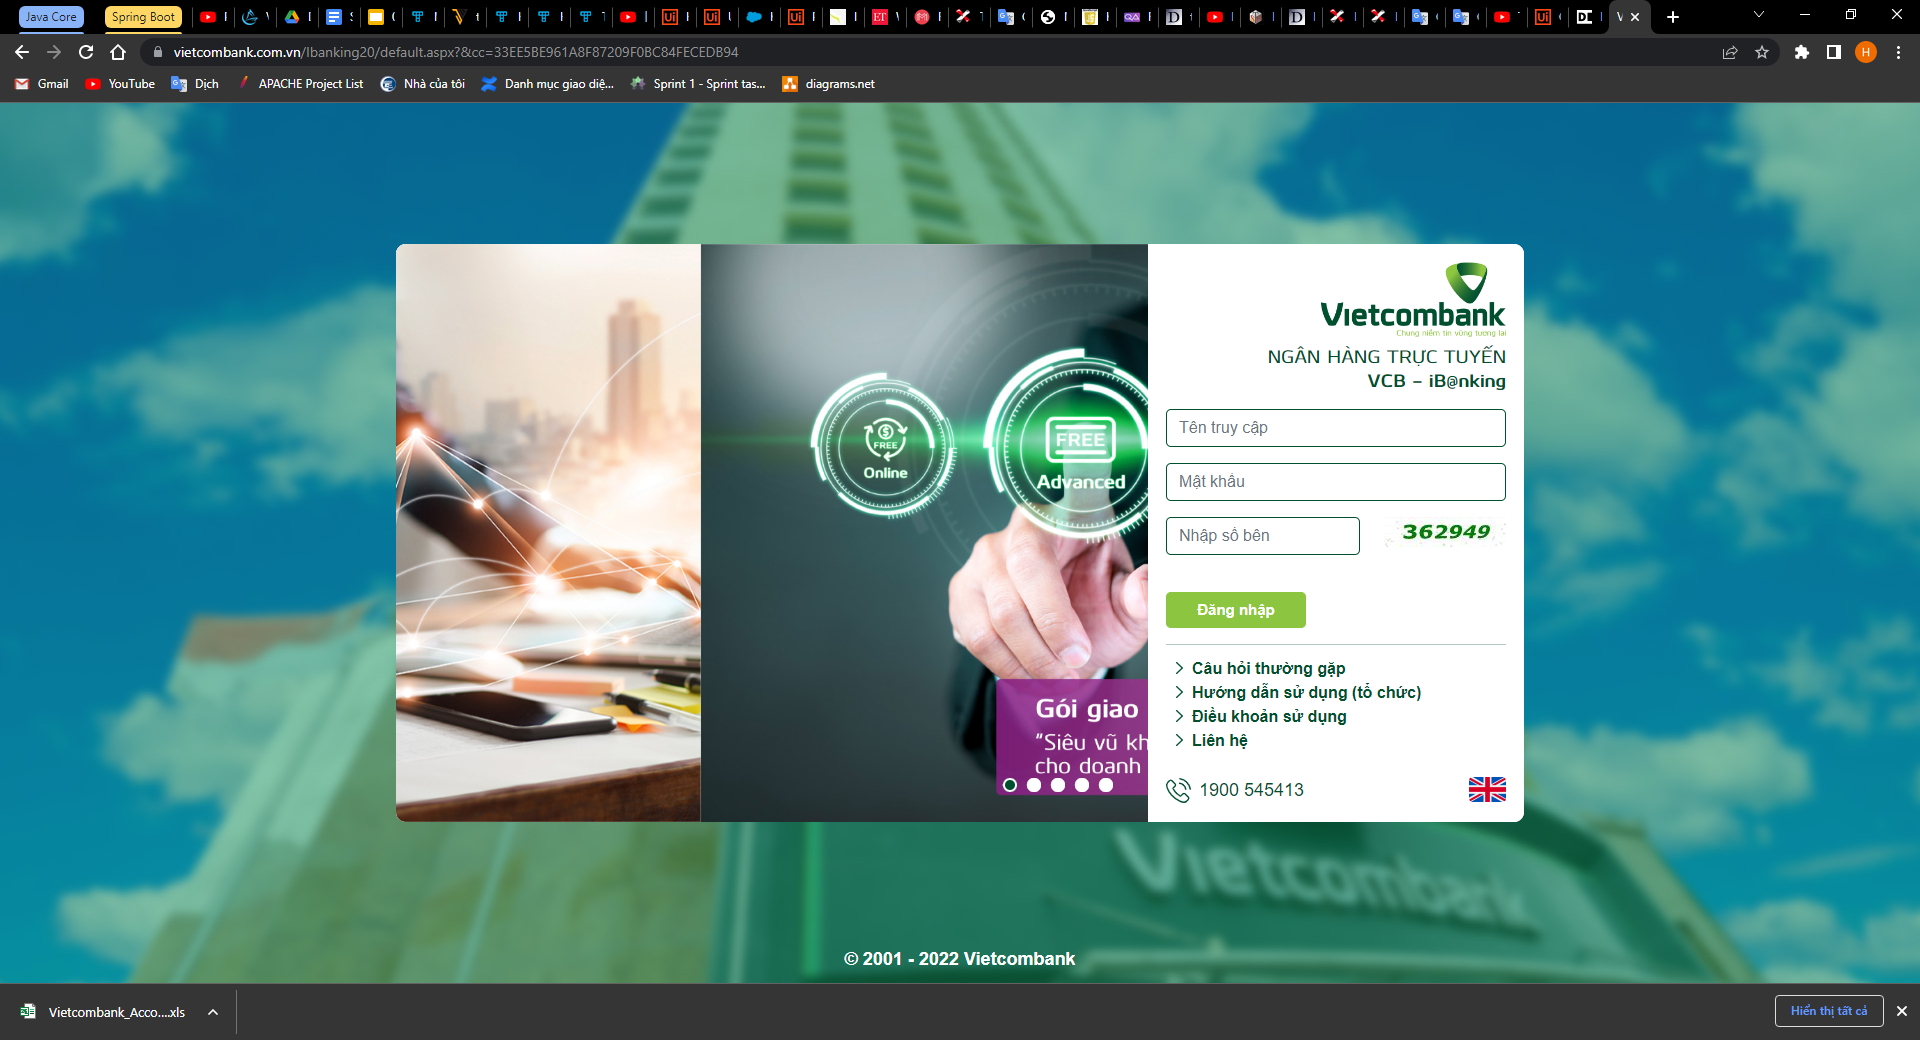 Java Core
Spring Boot
vietcombank.com.vn/Ibanking20/default.aspx?&cc=33EE5BE961A8F87209F0BC84FECEDB94
H
Gmail
YouTube
Dịch
APACHE Project List
Nhà của tôi
Danh mục giao diệ...
Sprint 1 - Sprint tas...
diagrams.net
FREE
Online
FREE
Advanced
Gói giao
"Siêu vũ kh
cho doanh
Vietcombank
Chung niềm tin vững tương lai
NGÂN HÀNG TRỰC TUYẾN
VCB – iB@nking
Tên truy cập
Mật khẩu
Nhập số bên
362949
Đăng nhập
Câu hỏi thường gặp
Hướng dẫn sử dụng (tổ chức)
Điều khoản sử dụng
Liên hệ
1900 545413
Vietcombank
© 2001 - 2022 Vietcombank
Vietcombank_Acco....xls
Hiển thị tất cả